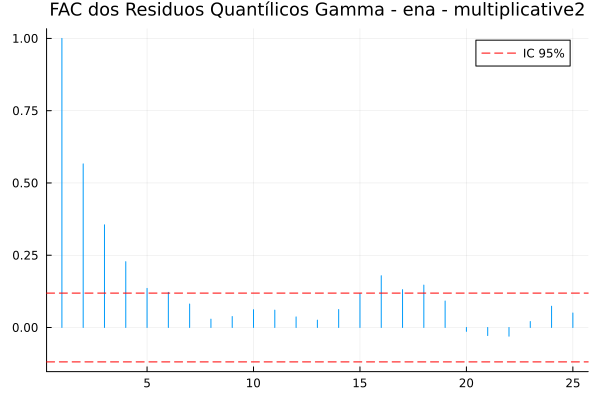 FAC dos Residuos Quantílicos Gamma - ena - multiplicative2
IC 95%
1.00
0.75
0.50
0.25
0.00
5 10 15 20 25